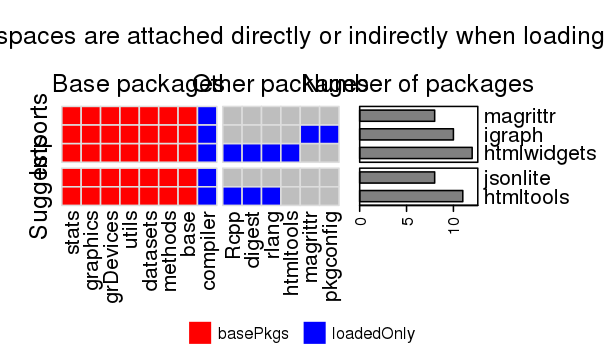 spaces are attached directly or indirectly when loading
Base packages
Other packages
Number of packages
Imports
Suggests
magrittr
igraph
htmlwidgets
jsonlite
htmltools
stats
graphics
grDevices
utils
datasets
methods
base
compiler
Rcpp
digest
rlang
htmltools
magrittr
pkgconfig
0
5
10
basePkgs
loadedOnly